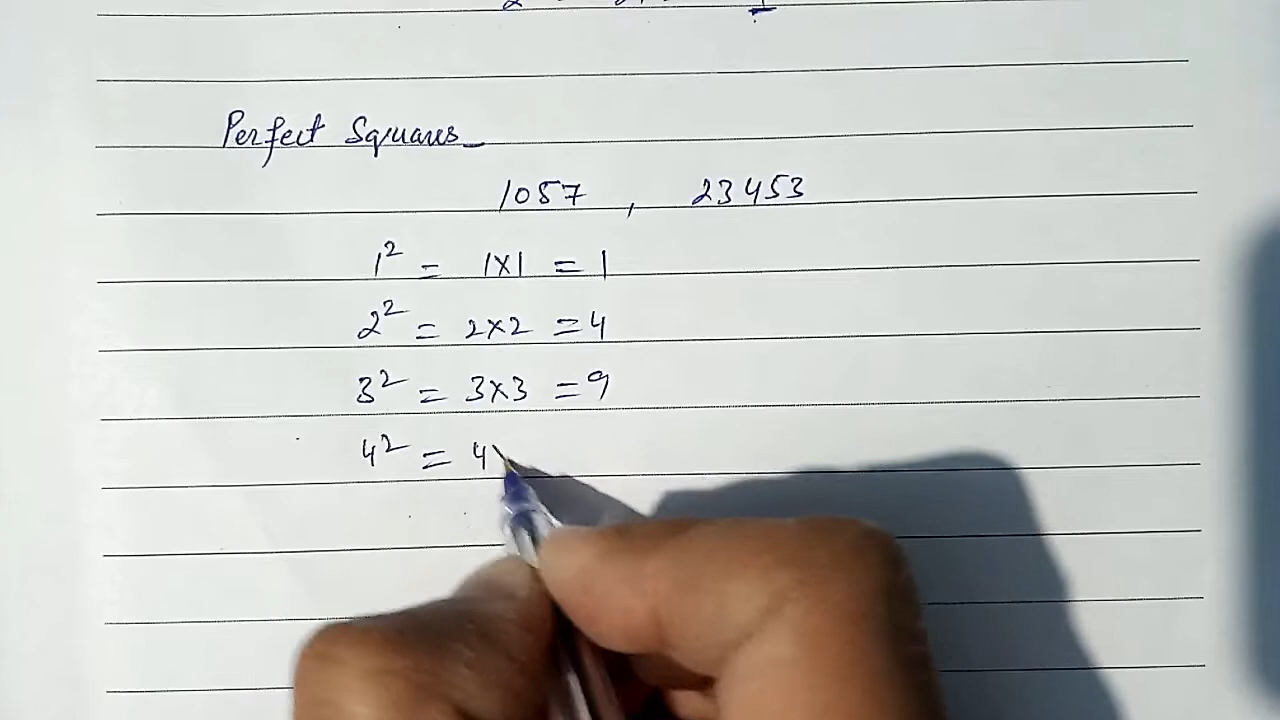 Perfect Squares
1057 , 23453
1² = 1×1 = 1
2² = 2×2 = 4
3² = 3×3 = 9
4² = 4